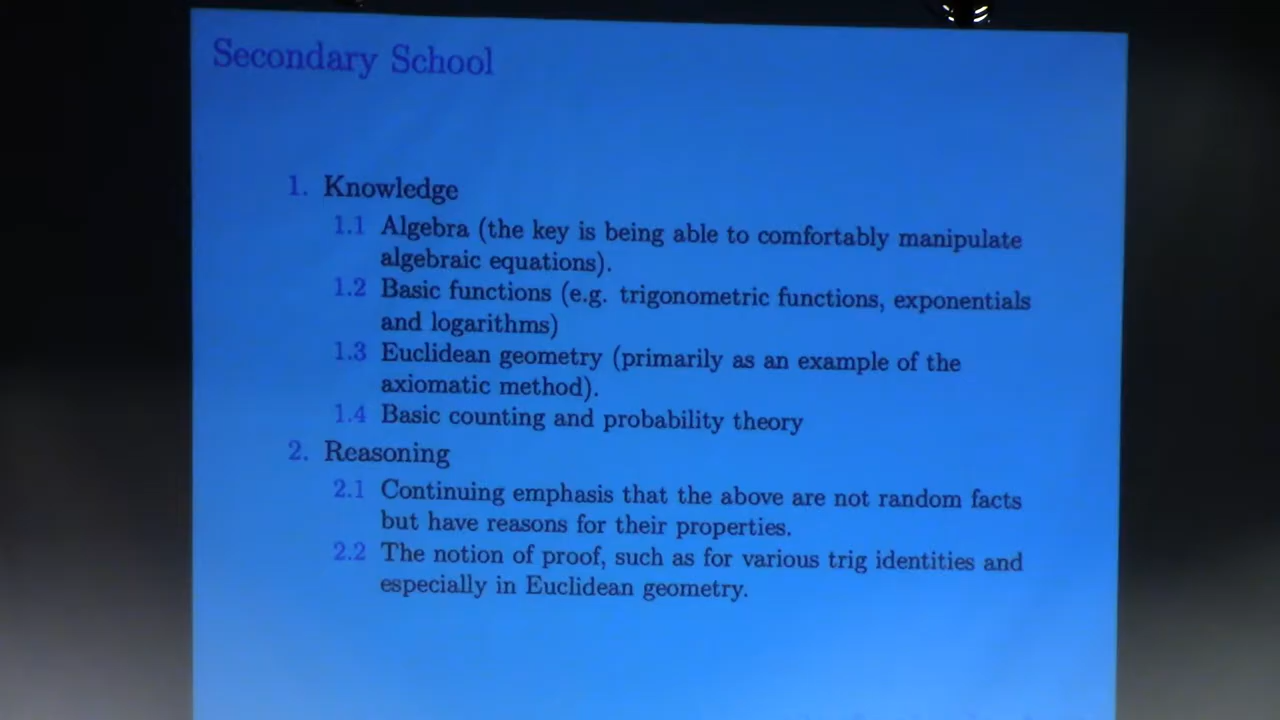 Secondary School
1. Knowledge
1.1 Algebra (the key is being able to comfortably manipulate
algebraic equations).
1.2 Basic functions (e.g. trigonometric functions, exponentials
and logarithms)
1.3 Euclidean geometry (primarily as an example of the
axiomatic method).
1.4 Basic counting and probability theory
2. Reasoning
2.1 Continuing emphasis that the above are not random facts
but have reasons for their properties.
2.2 The notion of proof, such as for various trig identities and
especially in Euclidean geometry.